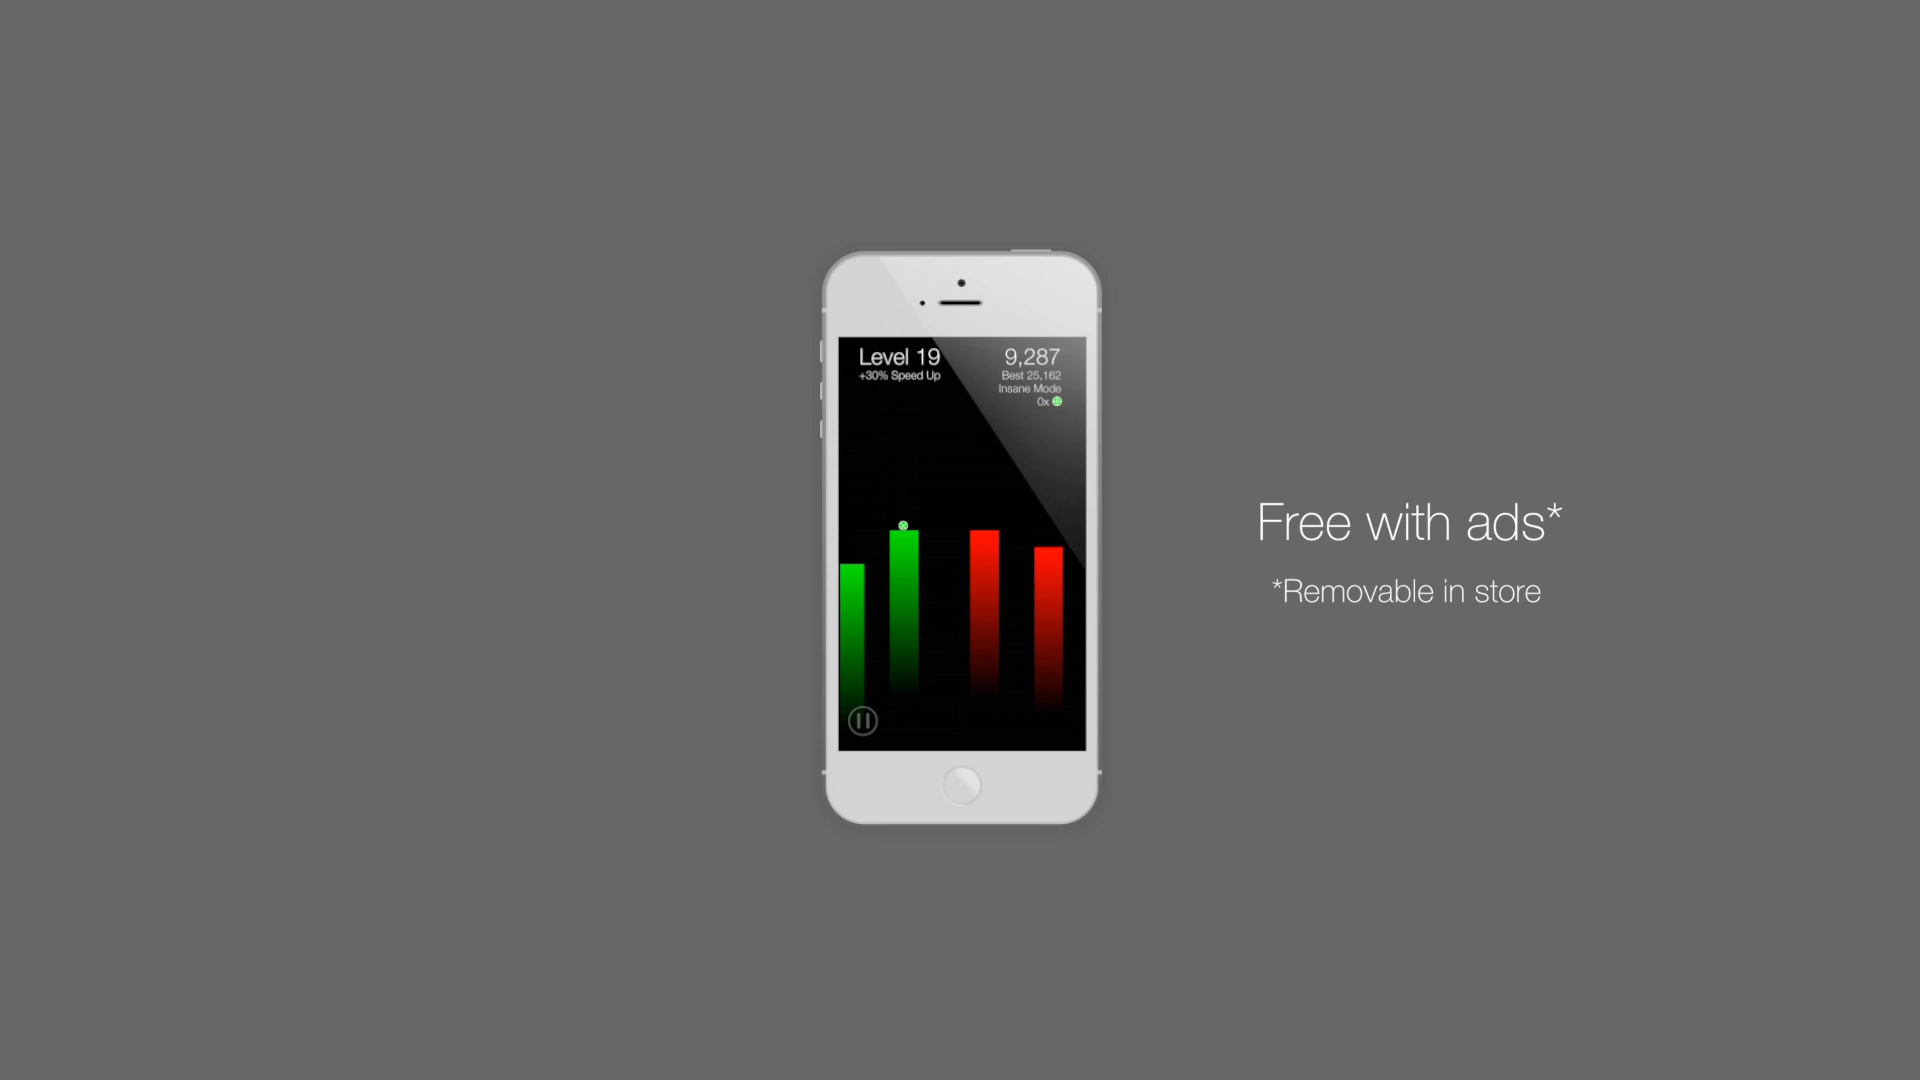 Level 19
+30% Speed Up
9,287
Best 25,162
Insane Mode
0x
Free with ads*
*Removable in store